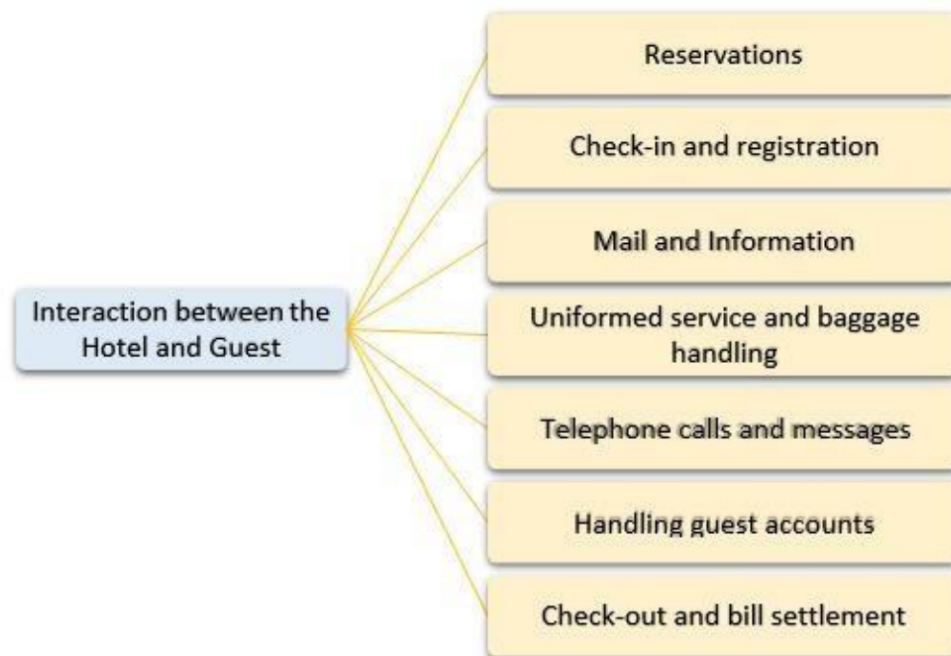 Reservations
Check-in and registration
Mail and Information
Interaction between the
Hotel and Guest
Uniformed service and baggage
handling
Telephone calls and messages
Handling guest accounts
Check-out and bill settlement